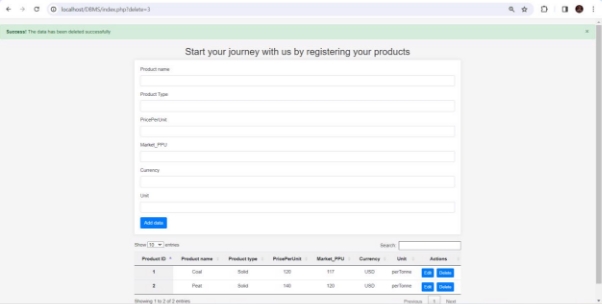 localhost/DBMS/index.php?delete=3
Success! The data has been deleted successfully
×
Start your journey with us by registering your products
Product name
Product Type
PricePerUnit
Market_PPU
Currency
Unit
Add data
Show 10 entries
Search:
Product ID Product name Product type PricePerUnit Market_PPU Currency Unit Actions
1 Coal Solid 120 117 USD perTonne Edit Delete
2 Peat Solid 140 120 USD perTonne Edit Delete
Showing 1 to 2 of 2 entries
Previous 1 Next